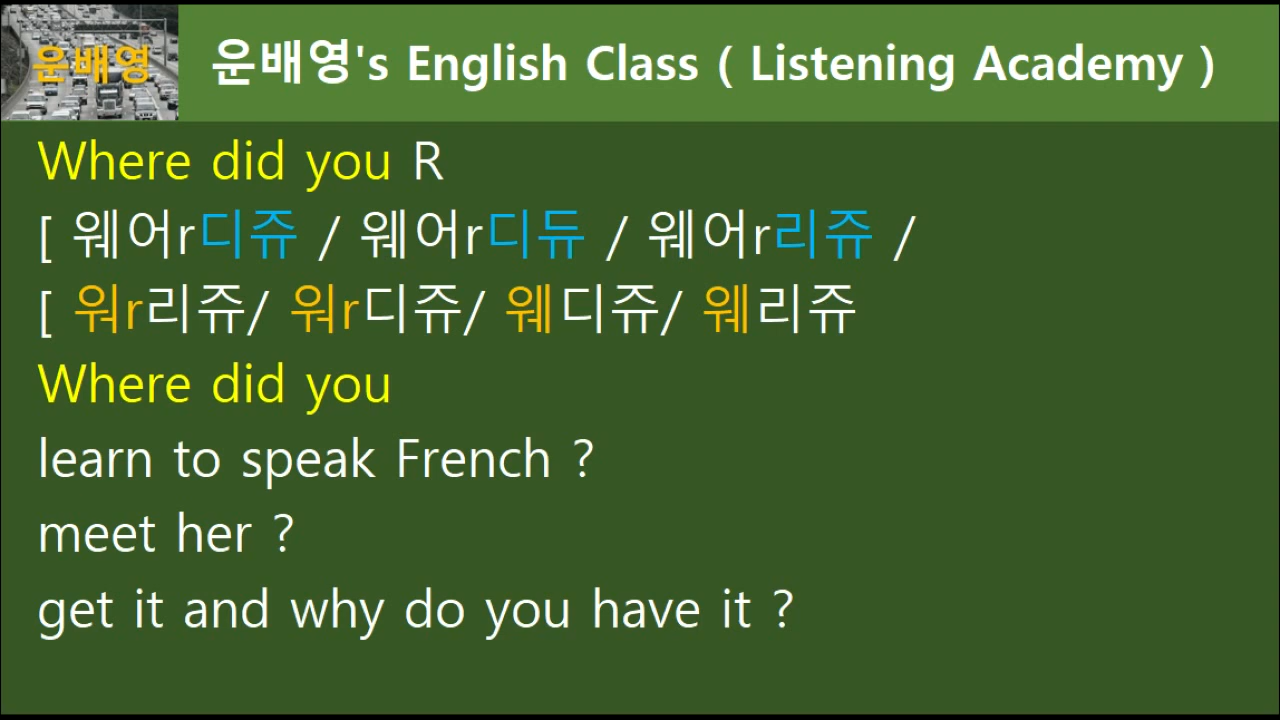 운배영
운배영's English Class ( Listening Academy )
Where did you R
[ 웨어r디쥬 / 웨어r디듀 / 웨어r리쥬 /
[ 워r리쥬/ 워r디쥬/ 웨디쥬/ 웨리쥬
Where did you
learn to speak French ?
meet her ?
get it and why do you have it ?